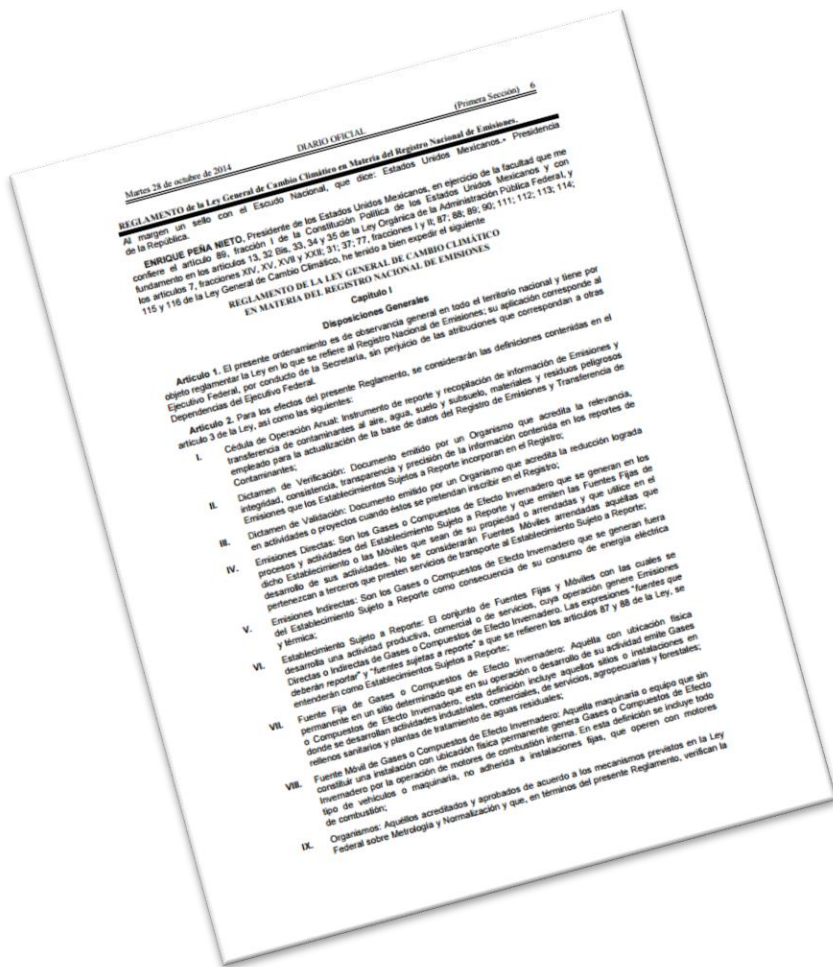 Martes 28 de octubre de 2014 DIARIO OFICIAL (Primera Sección) 6
REGLAMENTO de la Ley General de Cambio Climático en Materia del Registro Nacional de Emisiones.
Al margen un sello con el Escudo Nacional, que dice: Estados Unidos Mexicanos.- Presidencia
de la República.
ENRIQUE PEÑA NIETO, Presidente de los Estados Unidos Mexicanos, en ejercicio de la facultad que me
confiere el artículo 89, fracción I de la Constitución Política de los Estados Unidos Mexicanos y con
fundamento en los artículos 13, 32 Bis, 33, 34 y 35 de la Ley Orgánica de la Administración Pública Federal, y
los artículos 7, fracciones XIV, XV, XVII y XXII; 31; 37; 77, fracciones I y II; 87; 88; 89; 90; 111; 112; 113; 114;
115 y 116 de la Ley General de Cambio Climático, he tenido a bien expedir el siguiente
REGLAMENTO DE LA LEY GENERAL DE CAMBIO CLIMÁTICO
EN MATERIA DEL REGISTRO NACIONAL DE EMISIONES
Capítulo I
Disposiciones Generales
Artículo 1. El presente ordenamiento es de observancia general en todo el territorio nacional y tiene por
objeto reglamentar la Ley en lo que se refiere al Registro Nacional de Emisiones; su aplicación corresponde al
Ejecutivo Federal, por conducto de la Secretaría, sin perjuicio de las atribuciones que correspondan a otras
Dependencias del Ejecutivo Federal.
Artículo 2. Para los efectos del presente Reglamento, se considerarán las definiciones contenidas en el
artículo 3 de la Ley, así como las siguientes:
I. Cédula de Operación Anual: Instrumento de reporte y recopilación de información de Emisiones y
transferencia de contaminantes al aire, agua, suelo y subsuelo, materiales y residuos peligrosos
empleado para la actualización de la base de datos del Registro de Emisiones y Transferencia de
Contaminantes;
II. Dictamen de Verificación: Documento emitido por un Organismo que acredita la relevancia,
integridad, consistencia, transparencia y precisión de la información contenida en los reportes de
Emisiones que los Establecimientos Sujetos a Reporte incorporan en el Registro;
III. Dictamen de Validación: Documento emitido por un Organismo que acredita la reducción lograda
en actividades o proyectos cuando éstos se pretendan inscribir en el Registro;
IV. Emisiones Directas: Son los Gases o Compuestos de Efecto Invernadero que se generan en los
procesos y actividades del Establecimiento Sujeto a Reporte y que emiten las Fuentes Fijas de
dicho Establecimiento o las Móviles que sean de su propiedad o arrendadas y que utilice en el
desarrollo de sus actividades. No se considerarán Fuentes Móviles arrendadas aquéllas que
pertenezcan a terceros que presten servicios de transporte al Establecimiento Sujeto a Reporte;
V. Emisiones Indirectas: Son los Gases o Compuestos de Efecto Invernadero que se generan fuera
del Establecimiento Sujeto a Reporte como consecuencia de su consumo de energía eléctrica
y térmica;
VI. Establecimiento Sujeto a Reporte: El conjunto de Fuentes Fijas y Móviles con las cuales se
desarrolla una actividad productiva, comercial o de servicios, cuya operación genere Emisiones
Directas o Indirectas de Gases o Compuestos de Efecto Invernadero. Las expresiones "fuentes que
deberán reportar" y "fuentes sujetas a reporte" a que se refieren los artículos 87 y 88 de la Ley, se
entenderán como Establecimientos Sujetos a Reporte;
VII. Fuente Fija de Gases o Compuestos de Efecto Invernadero: Aquélla con ubicación física
permanente en un sitio determinado que en su operación o desarrollo de su actividad emite Gases
o Compuestos de Efecto Invernadero, esta definición incluye aquellos sitios o instalaciones en
donde se desarrollan actividades industriales, comerciales, de servicios, agropecuarias y forestales;
rellenos sanitarios y plantas de tratamiento de aguas residuales;
VIII. Fuente Móvil de Gases o Compuestos de Efecto Invernadero: Aquella maquinaria o equipo que sin
constituir una instalación con ubicación física permanente genera Gases o Compuestos de Efecto
Invernadero por la operación de motores de combustión interna. En esta definición se incluye todo
tipo de vehículos o maquinaria, no adherida a instalaciones fijas, que operen con motores
de combustión;
IX. Organismos: Aquéllos acreditados y aprobados de acuerdo a los mecanismos previstos en la Ley
Federal sobre Metrología y Normalización y que, en términos del presente Reglamento, verifican la